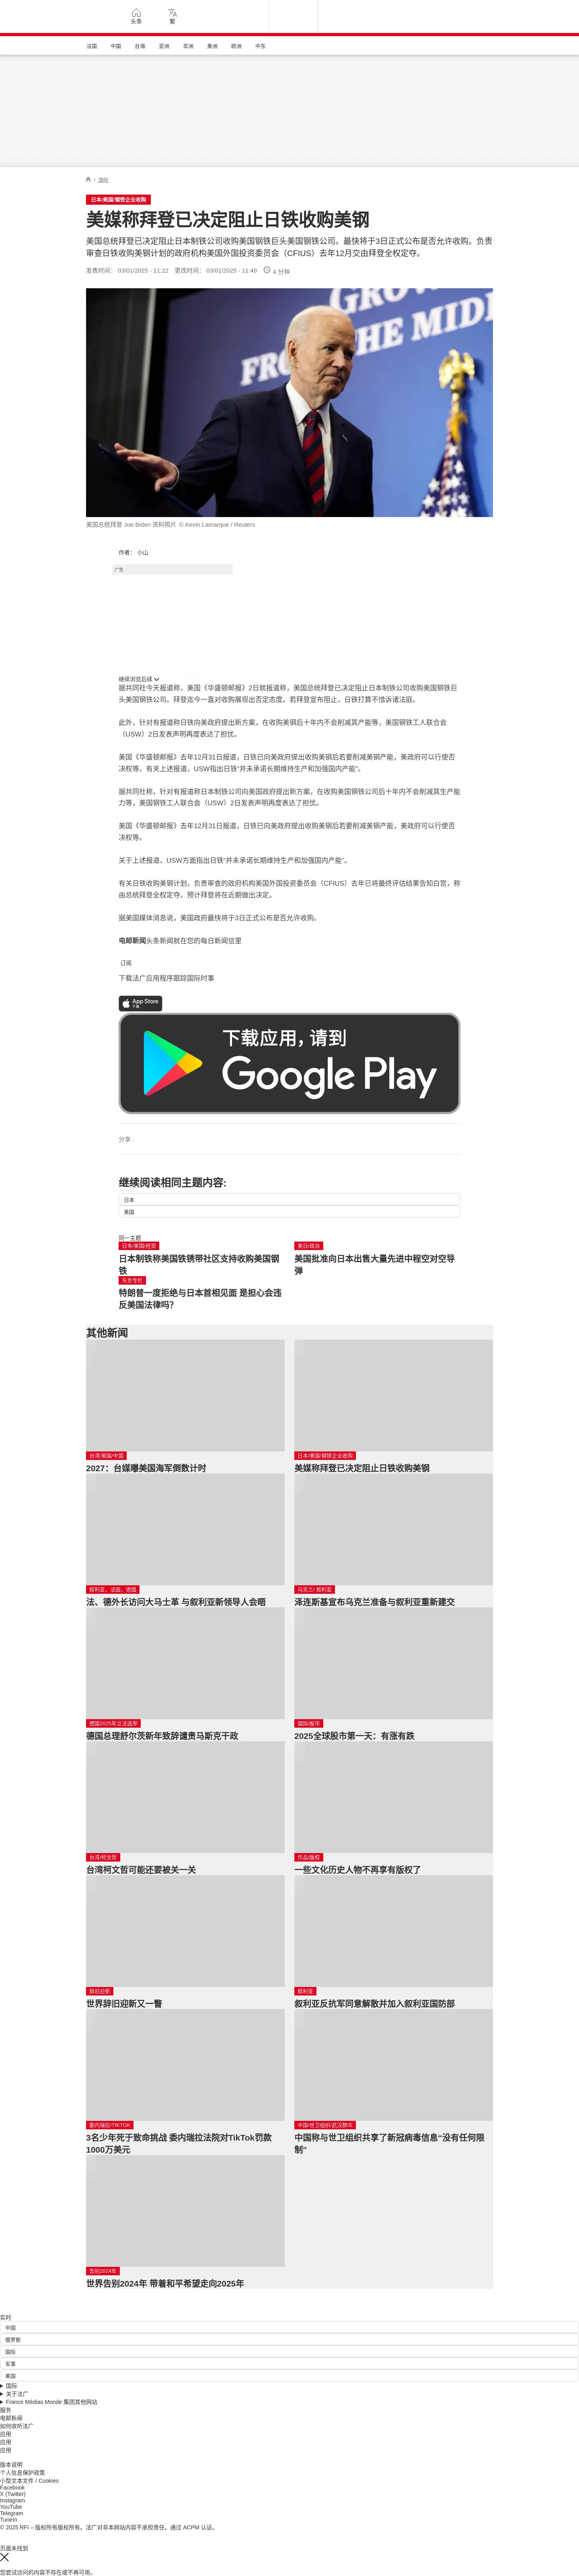 头条
繁
法国
中国
台海
亚洲
非洲
美洲
欧洲
中东
/ 国际
日本/美国/钢铁企业收购
美媒称拜登已决定阻止日铁收购美钢
美国总统拜登已决定阻止日本制铁公司收购美国钢铁巨头美国钢铁公司。最快将于3日正式公布是否允许收购。负责
审查日铁收购美钢计划的政府机构美国外国投资委员会（CFIUS）去年12月交由拜登全权定夺。
发表时间： 03/01/2025 - 11:22 更改时间： 03/01/2025 - 11:48 4 分钟
FROM THE MIDD
美国总统拜登 Joe Biden 资料照片 © Kevin Lamarque / Reuters
作者： 小山
广告
继续浏览后续
据共同社今天报道称，美国《华盛顿邮报》2日就报道称，美国总统拜登已决定阻止日本制铁公司收购美国钢铁巨
头美国钢铁公司。拜登迄今一直对收购展现出否定态度。若拜登宣布阻止，日铁打算不惜诉诸法庭。
此外，针对有报道称日铁向美政府提出新方案，在收购美钢后十年内不会削减其产能等，美国钢铁工人联合会
（USW）2日发表声明再度表达了担忧。
美国《华盛顿邮报》去年12月31日报道，日铁已向美政府提出收购美钢后若要削减美钢产能，美政府可以行使否
决权等。有关上述报道，USW指出日铁“并未承诺长期维持生产和加强国内产能”。
据共同社称，针对有报道称日本制铁公司向美国政府提出新方案，在收购美国钢铁公司后十年内不会削减其生产能
力等，美国钢铁工人联合会（USW）2日发表声明再度表达了担忧。
美国《华盛顿邮报》去年12月31日报道，日铁已向美政府提出收购美钢后若要削减美钢产能，美政府可以行使否
决权等。
关于上述报道，USW方面指出日铁“并未承诺长期维持生产和加强国内产能”。
有关日铁收购美钢计划，负责审查的政府机构美国外国投资委员会（CFIUS）去年已将最终评估结果告知白宫，称
由总统拜登全权定夺。预计拜登将在近期做出决定。
据美国媒体消息说，美国政府最快将于3日正式公布是否允许收购。
电邮新闻头条新闻就在您的每日新闻信里
订阅
下载法广应用程序跟踪国际时事
App Store
下载
下载应用，请到
Google Play
分享 :
继续阅读相同主题内容:
日本
美国
同一主题
日本/美国/经贸
日本制铁称美国铁锈带社区支持收购美国钢
铁
美日/政治
美国批准向日本出售大量先进中程空对空导
弹
东京专栏
特朗普一度拒绝与日本首相见面 是担心会违
反美国法律吗?
其他新闻
台湾/美国/中国
2027：台媒曝美国海军倒数计时
日本/美国/钢铁企业收购
美媒称拜登已决定阻止日铁收购美钢
叙利亚，法国，德国
法、德外长访问大马士革 与叙利亚新领导人会晤
乌克兰/ 叙利亚
泽连斯基宣布乌克兰准备与叙利亚重新建交
德国2025年立法选举
德国总理舒尔茨新年致辞谴责马斯克干政
国际/股市
2025全球股市第一天：有涨有跌
台湾/柯文哲
台湾柯文哲可能还要被关一关
作品/版权
一些文化历史人物不再享有版权了
辞旧迎新
世界辞旧迎新又一瞥
叙利亚
叙利亚反抗军同意解散并加入叙利亚国防部
委内瑞拉/TIKTOK
3名少年死于致命挑战 委内瑞拉法院对TikTok罚款
1000万美元
中国/世卫组织/武汉肺炎
中国称与世卫组织共享了新冠病毒信息“没有任何限
制”
告别2024年
世界告别2024年 带着和平希望走向2025年
实时
中国
俄罗斯
国际
军事
美国
国际
关于法广
France Médias Monde 集团其他网站
服务
电邮新闻
如何收听法广
应用
应用
应用
版本说明
个人信息保护政策
小型文本文件 / Cookies
Facebook
X (Twitter)
Instagram
YouTube
Telegram
TuneIn
© 2025 RFI – 版权所有版权所有。法广对非本网站内容不承担责任。通过 ACPM 认证。
页面未找到
您尝试访问的内容不存在或不再可用。